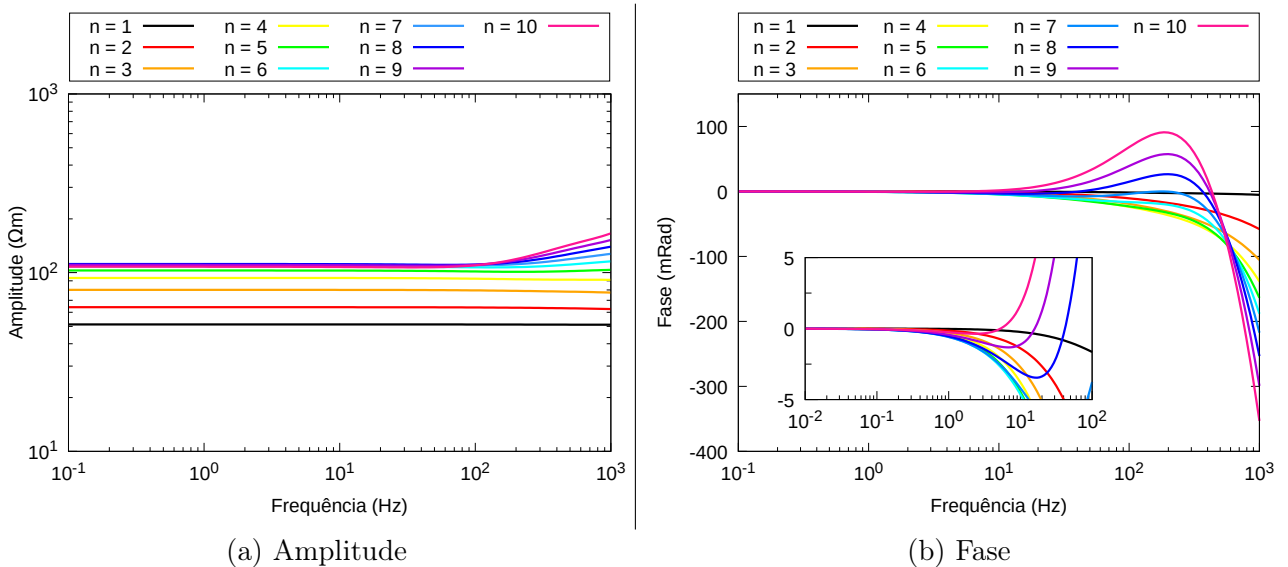 n = 1 n = 4 n = 7 n = 10
n = 2 n = 5 n = 8
n = 3 n = 6 n = 9
10^3
10^2
10^1
Amplitude (Ωm)
10^-1 10^0 10^1 10^2 10^3
Frequência (Hz)
(a) Amplitude
n = 1 n = 4 n = 7 n = 10
n = 2 n = 5 n = 8
n = 3 n = 6 n = 9
100
0
-100
-200
-300
-400
Fase (mRad)
5
0
-5
10^-2 10^-1 10^0 10^1 10^2
10^-1 10^0 10^1 10^2 10^3
Frequência (Hz)
(b) Fase